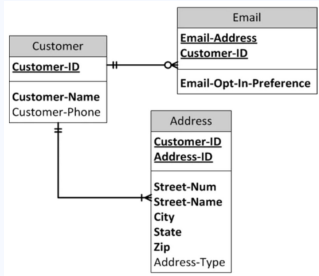 Customer
Customer-ID
Customer-Name
Customer-Phone
Email
Email-Address
Customer-ID
Email-Opt-In-Preference
Address
Customer-ID
Address-ID
Street-Num
Street-Name
City
State
Zip
Address-Type